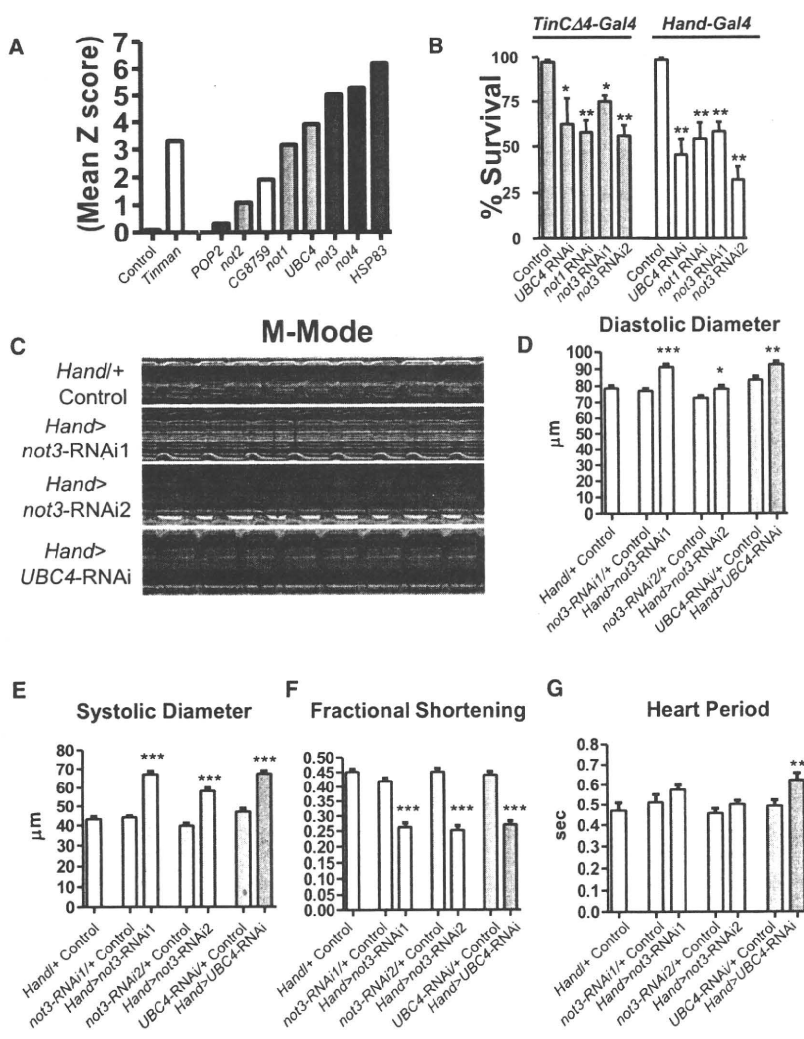 A
(Mean Z score)
7
6
5
4
3
2
1
0
Control
Tinman
POP2
not2
CG8759
not1
UBC4
not3
not4
HSP83
B
TinCΔ4-Gal4
Hand-Gal4
% Survival
100
75
50
25
0
*
**
*
**
**
**
**
**
Control
UBC4 RNAi
not1 RNAi
not3 RNAi1
not3 RNAi2
Control
UBC4 RNAi
not1 RNAi
not3 RNAi1
not3 RNAi2
C
M-Mode
Hand/+
Control
Hand>
not3-RNAi1
Hand>
not3-RNAi2
Hand>
UBC4-RNAi
D
Diastolic Diameter
μm
100
90
80
70
60
50
40
30
20
10
0
***
*
**
Hand/+ Control
not3-RNAi1/+ Control
Hand>not3-RNAi1
not3-RNAi2/+ Control
Hand>not3-RNAi2
UBC4-RNAi/+ Control
Hand>UBC4-RNAi
E
Systolic Diameter
μm
80
70
60
50
40
30
20
10
0
***
***
***
Hand/+ Control
not3-RNAi1/+ Control
Hand>not3-RNAi1
not3-RNAi2/+ Control
Hand>not3-RNAi2
UBC4-RNAi/+ Control
Hand>UBC4-RNAi
F
Fractional Shortening
0.50
0.45
0.40
0.35
0.30
0.25
0.20
0.15
0.10
0.05
0.00
***
***
***
Hand/+ Control
not3-RNAi1/+ Control
Hand>not3-RNAi1
not3-RNAi2/+ Control
Hand>not3-RNAi2
UBC4-RNAi/+ Control
Hand>UBC4-RNAi
G
Heart Period
sec
0.8
0.7
0.6
0.5
0.4
0.3
0.2
0.1
0.0
**
Hand/+ Control
not3-RNAi1/+ Control
Hand>not3-RNAi1
not3-RNAi2/+ Control
Hand>not3-RNAi2
UBC4-RNAi/+ Control
Hand>UBC4-RNAi